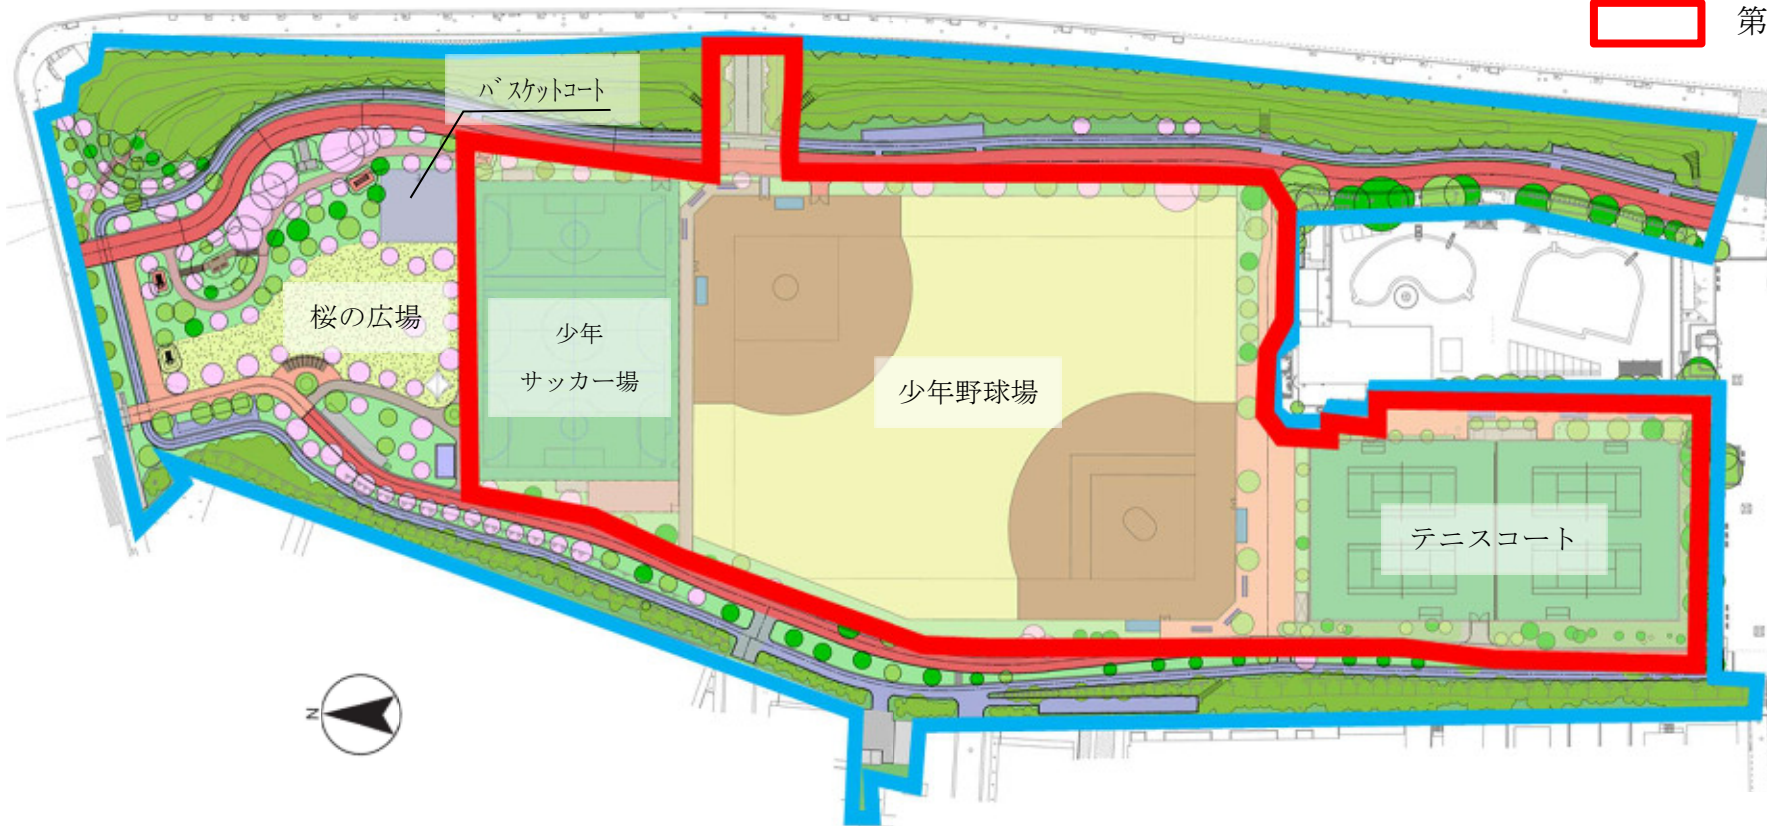 第
バスケットコート
桜の広場
少年
サッカー場
少年野球場
テニスコート
N